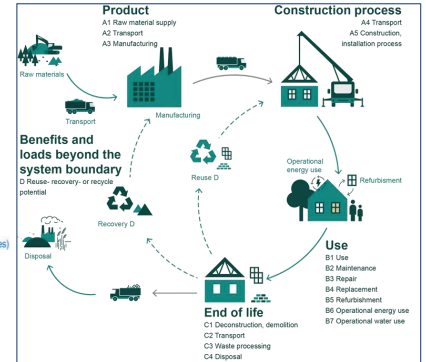 Product
A1 Raw material supply
A2 Transport
A3 Manufacturing
Construction process
A4 Transport
A5 Construction,
installation process
Raw materials
Transport
Manufacturing
Benefits and
loads beyond the
system boundary
D Reuse- recovery- or recycle
potential
Reuse D
Operational
energy use
Refurbisment
Recovery D
Disposal
es)
Use
B1 Use
B2 Maintenance
B3 Repair
B4 Replacement
B5 Refurbishment
B6 Operational energy use
B7 Operational water use
End of life
C1 Deconstruction, demolition
C2 Transport
C3 Waste processing
C4 Disposal